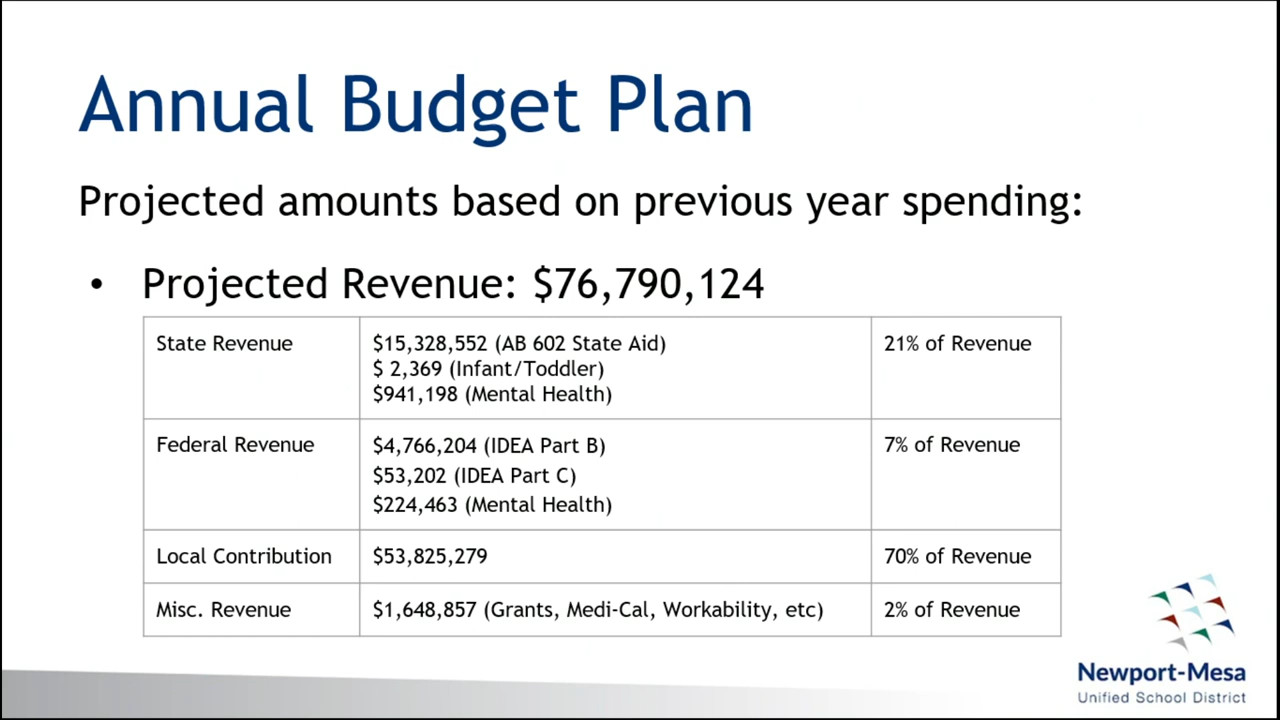 Annual Budget Plan
Projected amounts based on previous year spending:
• Projected Revenue: $76,790,124
State Revenue
$15,328,552 (AB 602 State Aid)
$ 2,369 (Infant/Toddler)
$941,198 (Mental Health)
21% of Revenue
Federal Revenue
$4,766,204 (IDEA Part B)
$53,202 (IDEA Part C)
$224,463 (Mental Health)
7% of Revenue
Local Contribution
$53,825,279
70% of Revenue
Misc. Revenue
$1,648,857 (Grants, Medi-Cal, Workability, etc)
2% of Revenue
Newport-Mesa
Unified School District